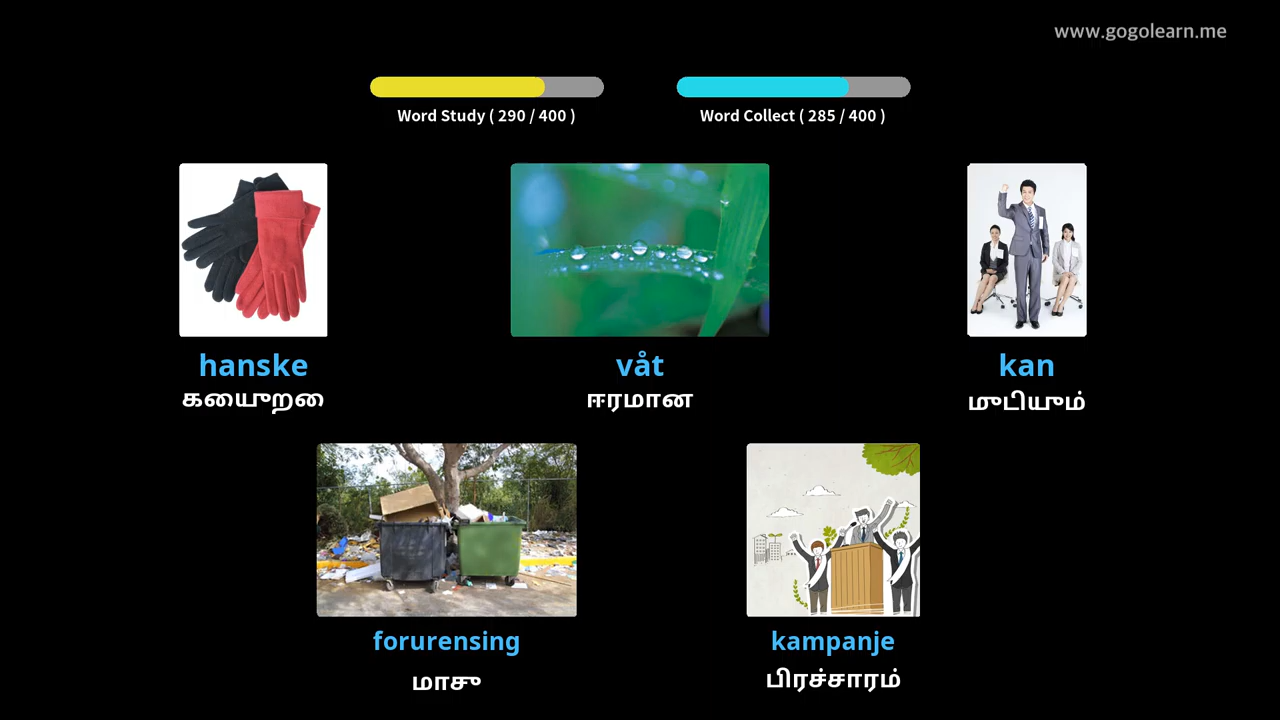 www.gogolearn.me
Word Study ( 290 / 400 )
Word Collect ( 285 / 400 )
hanske
våt
kan
கையுறை
ஈரமான
முடியும்
forurensing
kampanje
மாசு
பிரச்சாரம்